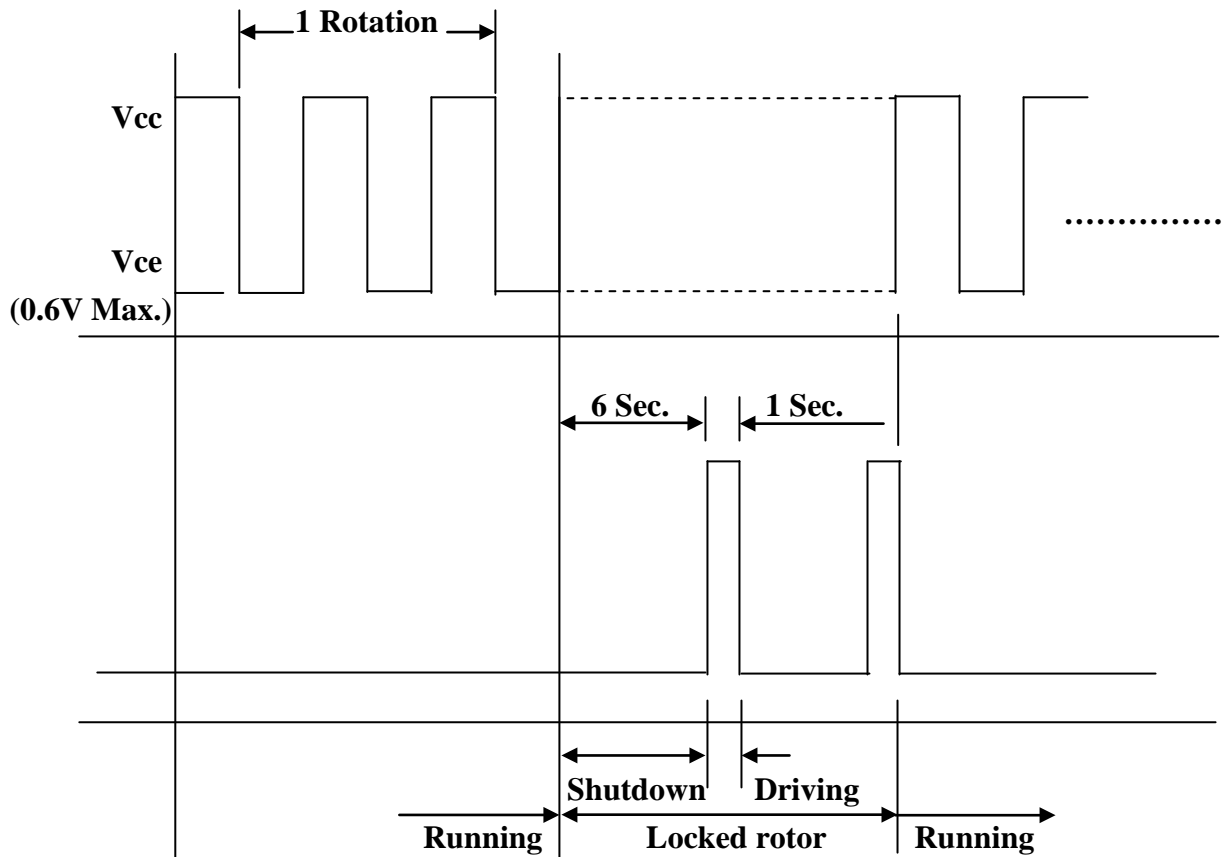 1 Rotation
Vcc
Vce
(0.6V Max.)
...............
6 Sec.
1 Sec.
Shutdown
Driving
Running
Locked rotor
Running